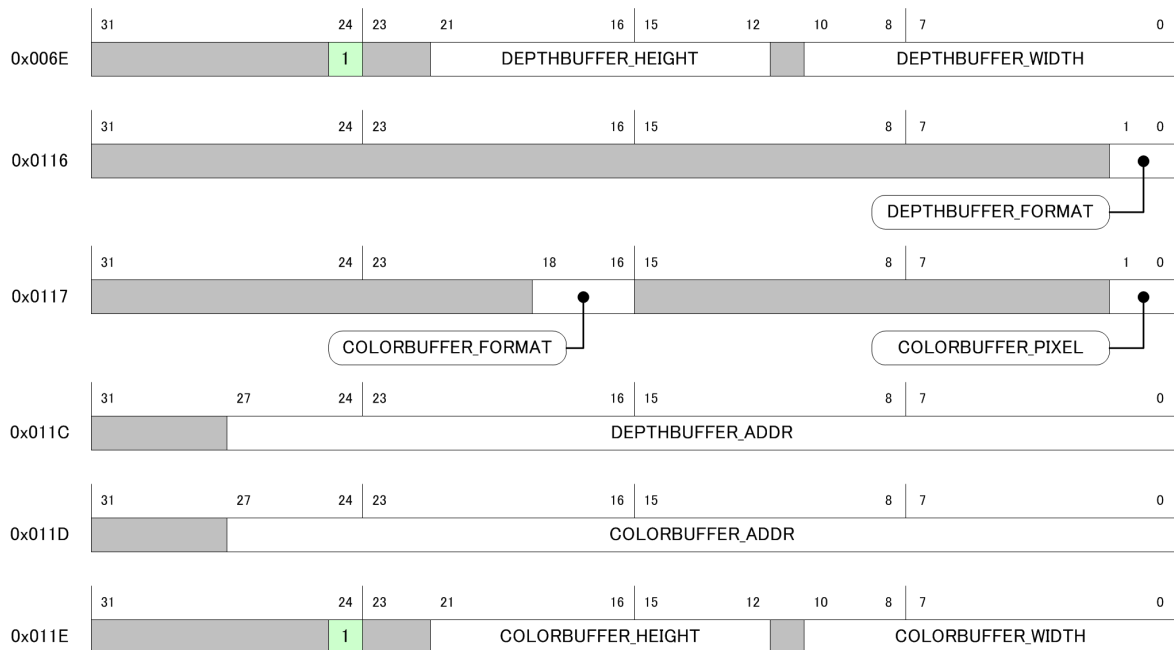 31 24 23 21 16 15 12 10 8 7 0
0x006E 1 DEPTHBUFFER_HEIGHT DEPTHBUFFER_WIDTH
31 24 23 16 15 8 7 1 0
0x0116
DEPTHBUFFER_FORMAT
31 24 23 18 16 15 8 7 1 0
0x0117
COLORBUFFER_FORMAT COLORBUFFER_PIXEL
31 27 24 23 16 15 8 7 0
0x011C DEPTHBUFFER_ADDR
31 27 24 23 16 15 8 7 0
0x011D COLORBUFFER_ADDR
31 24 23 21 16 15 12 10 8 7 0
0x011E 1 COLORBUFFER_HEIGHT COLORBUFFER_WIDTH